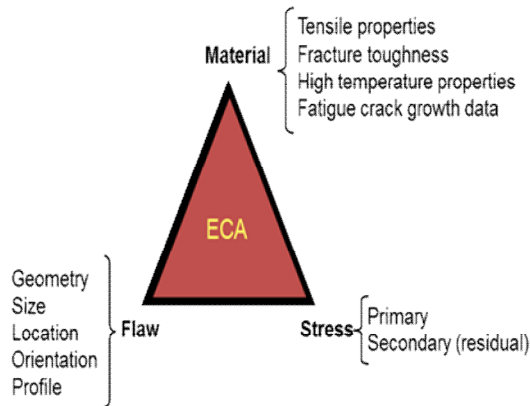 Material
Tensile properties
Fracture toughness
High temperature properties
Fatigue crack growth data
ECA
Geometry
Size
Location
Orientation
Profile
Flaw
Stress
Primary
Secondary (residual)